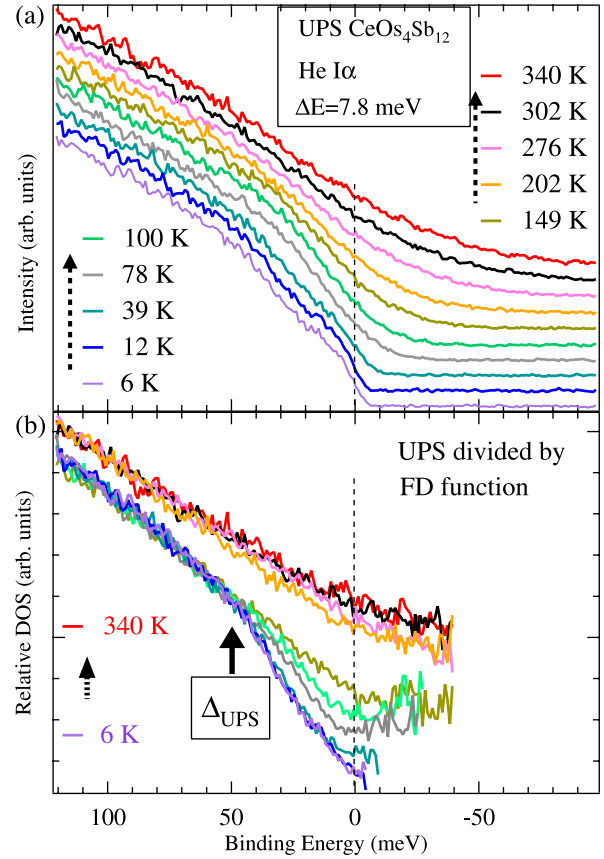 (a)
UPS CeOs4Sb12
He Iα
ΔE=7.8 meV
340 K
302 K
276 K
202 K
149 K
100 K
78 K
39 K
12 K
6 K
Intensity (arb. units)
(b)
UPS divided by
FD function
340 K
6 K
ΔUPS
Relative DOS (arb. units)
100 50 0 -50
Binding Energy (meV)